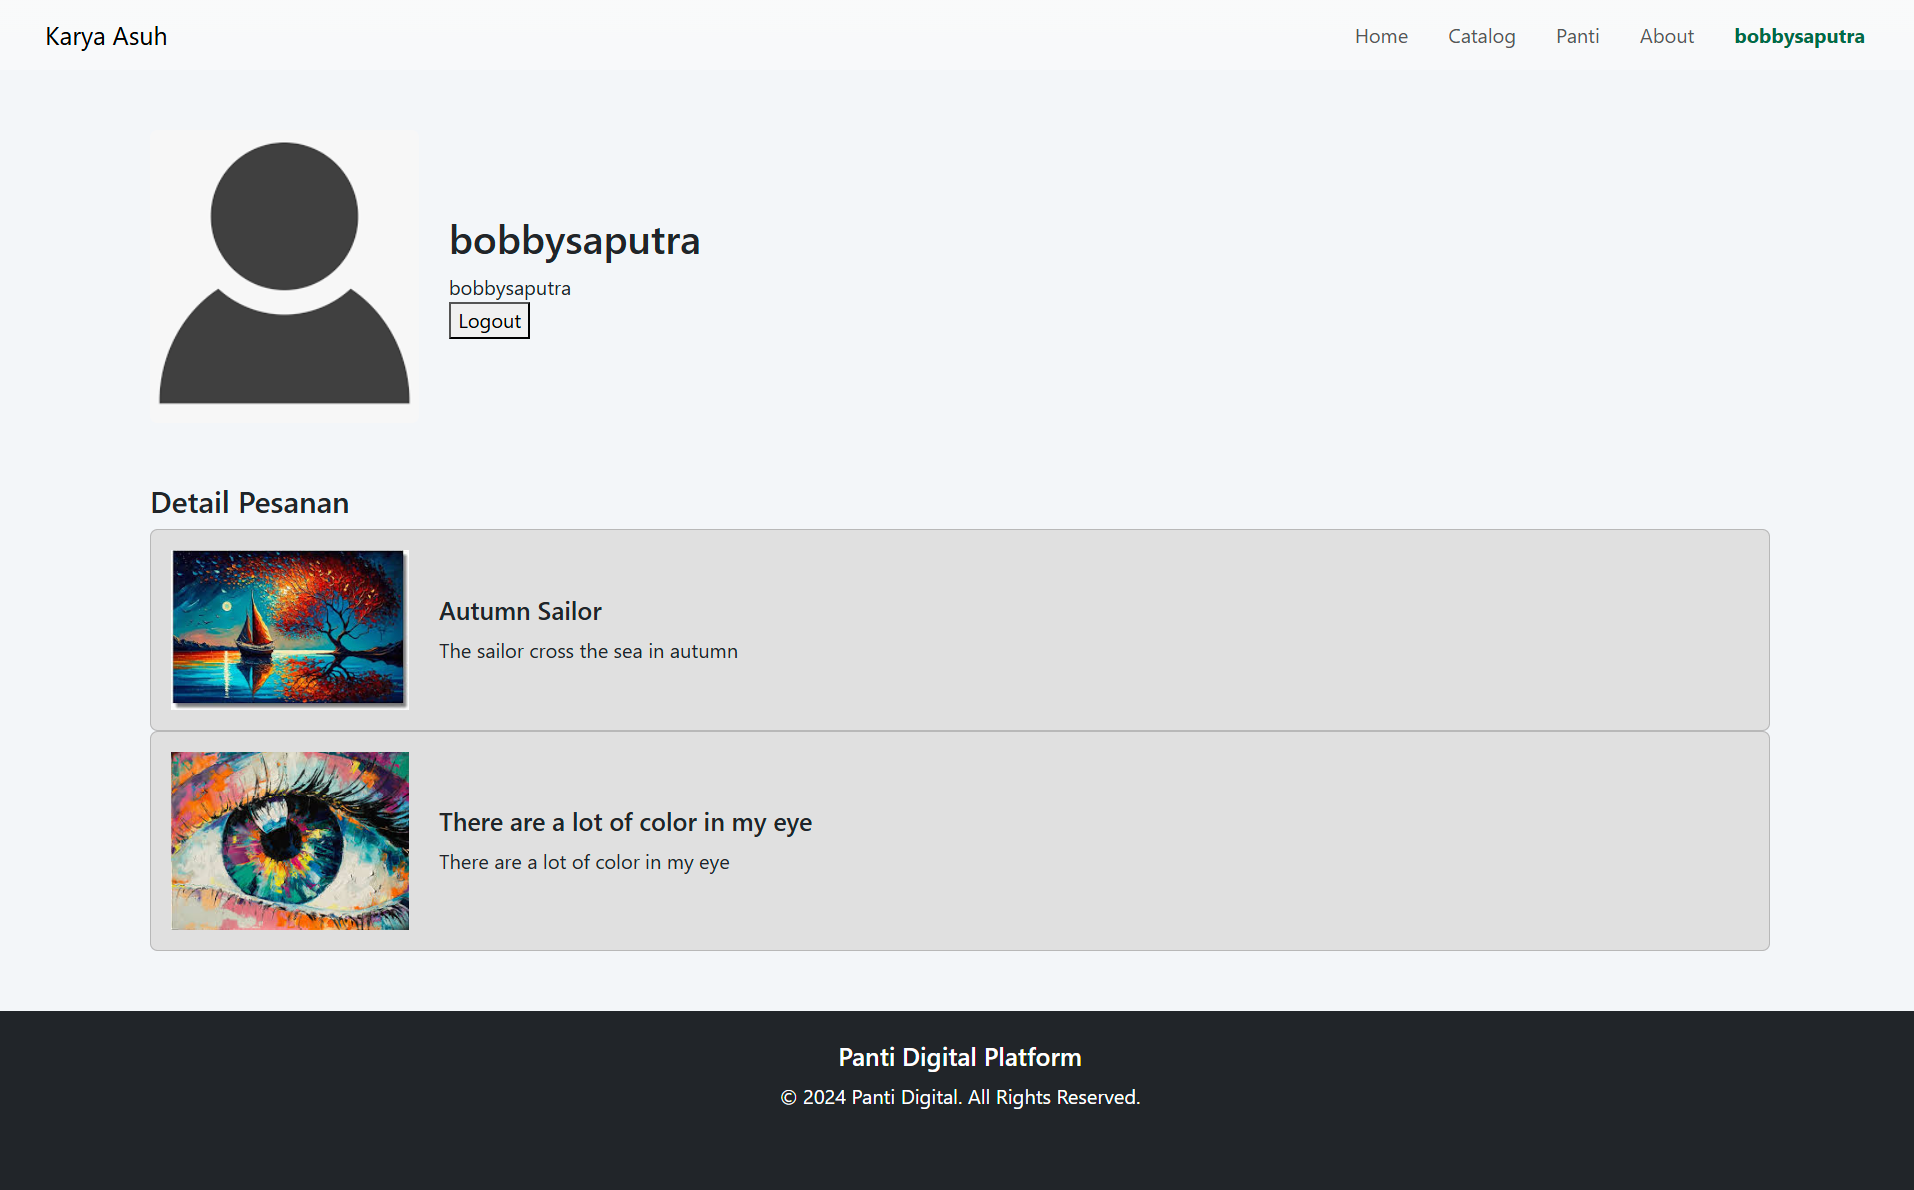 Karya Asuh
Home
Catalog
Panti
About
bobbysaputra
bobbysaputra
bobbysaputra
Logout
Detail Pesanan
Autumn Sailor
The sailor cross the sea in autumn
There are a lot of color in my eye
There are a lot of color in my eye
Panti Digital Platform
© 2024 Panti Digital. All Rights Reserved.